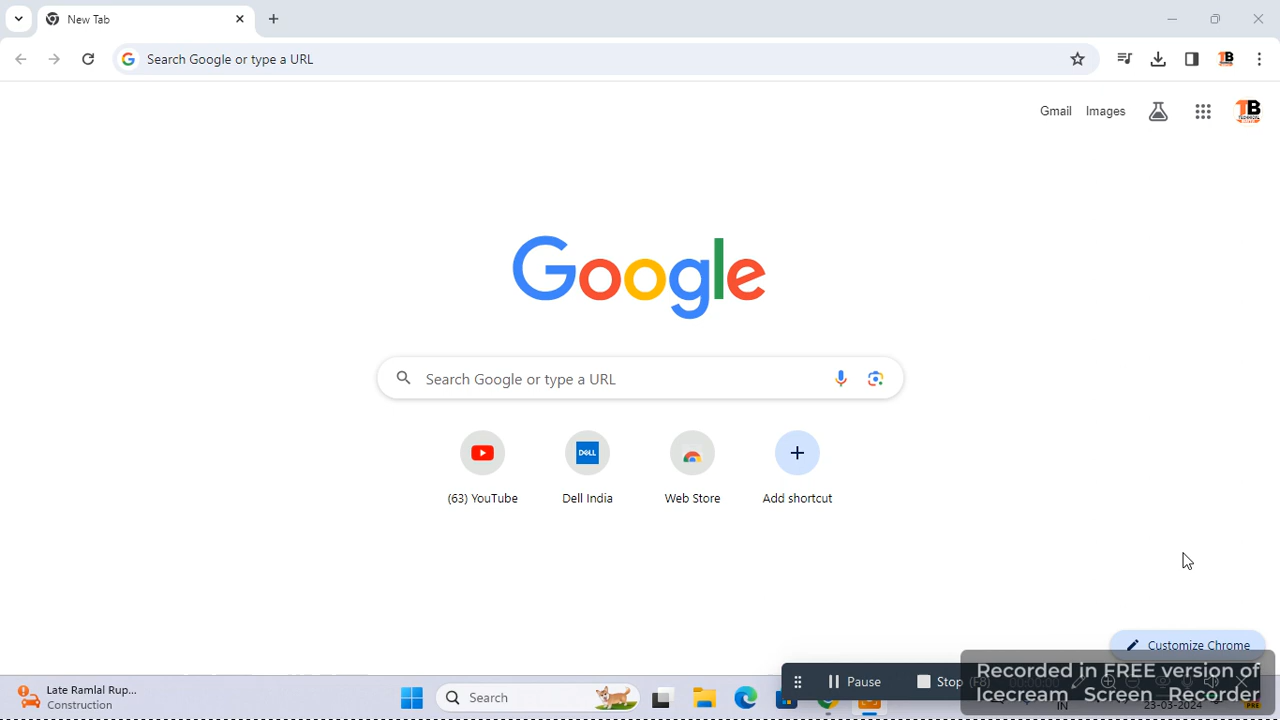 New Tab
Search Google or type a URL
Gmail
Images
Google
Search Google or type a URL
(63) YouTube
Dell India
Web Store
Add shortcut
Customize Chrome
Recorded in FREE version of
Icecream Screen Recorder
Pause
Stop (F8)
Late Ramlal Rup...
Construction
Search
IN
23-03-2024
PRE